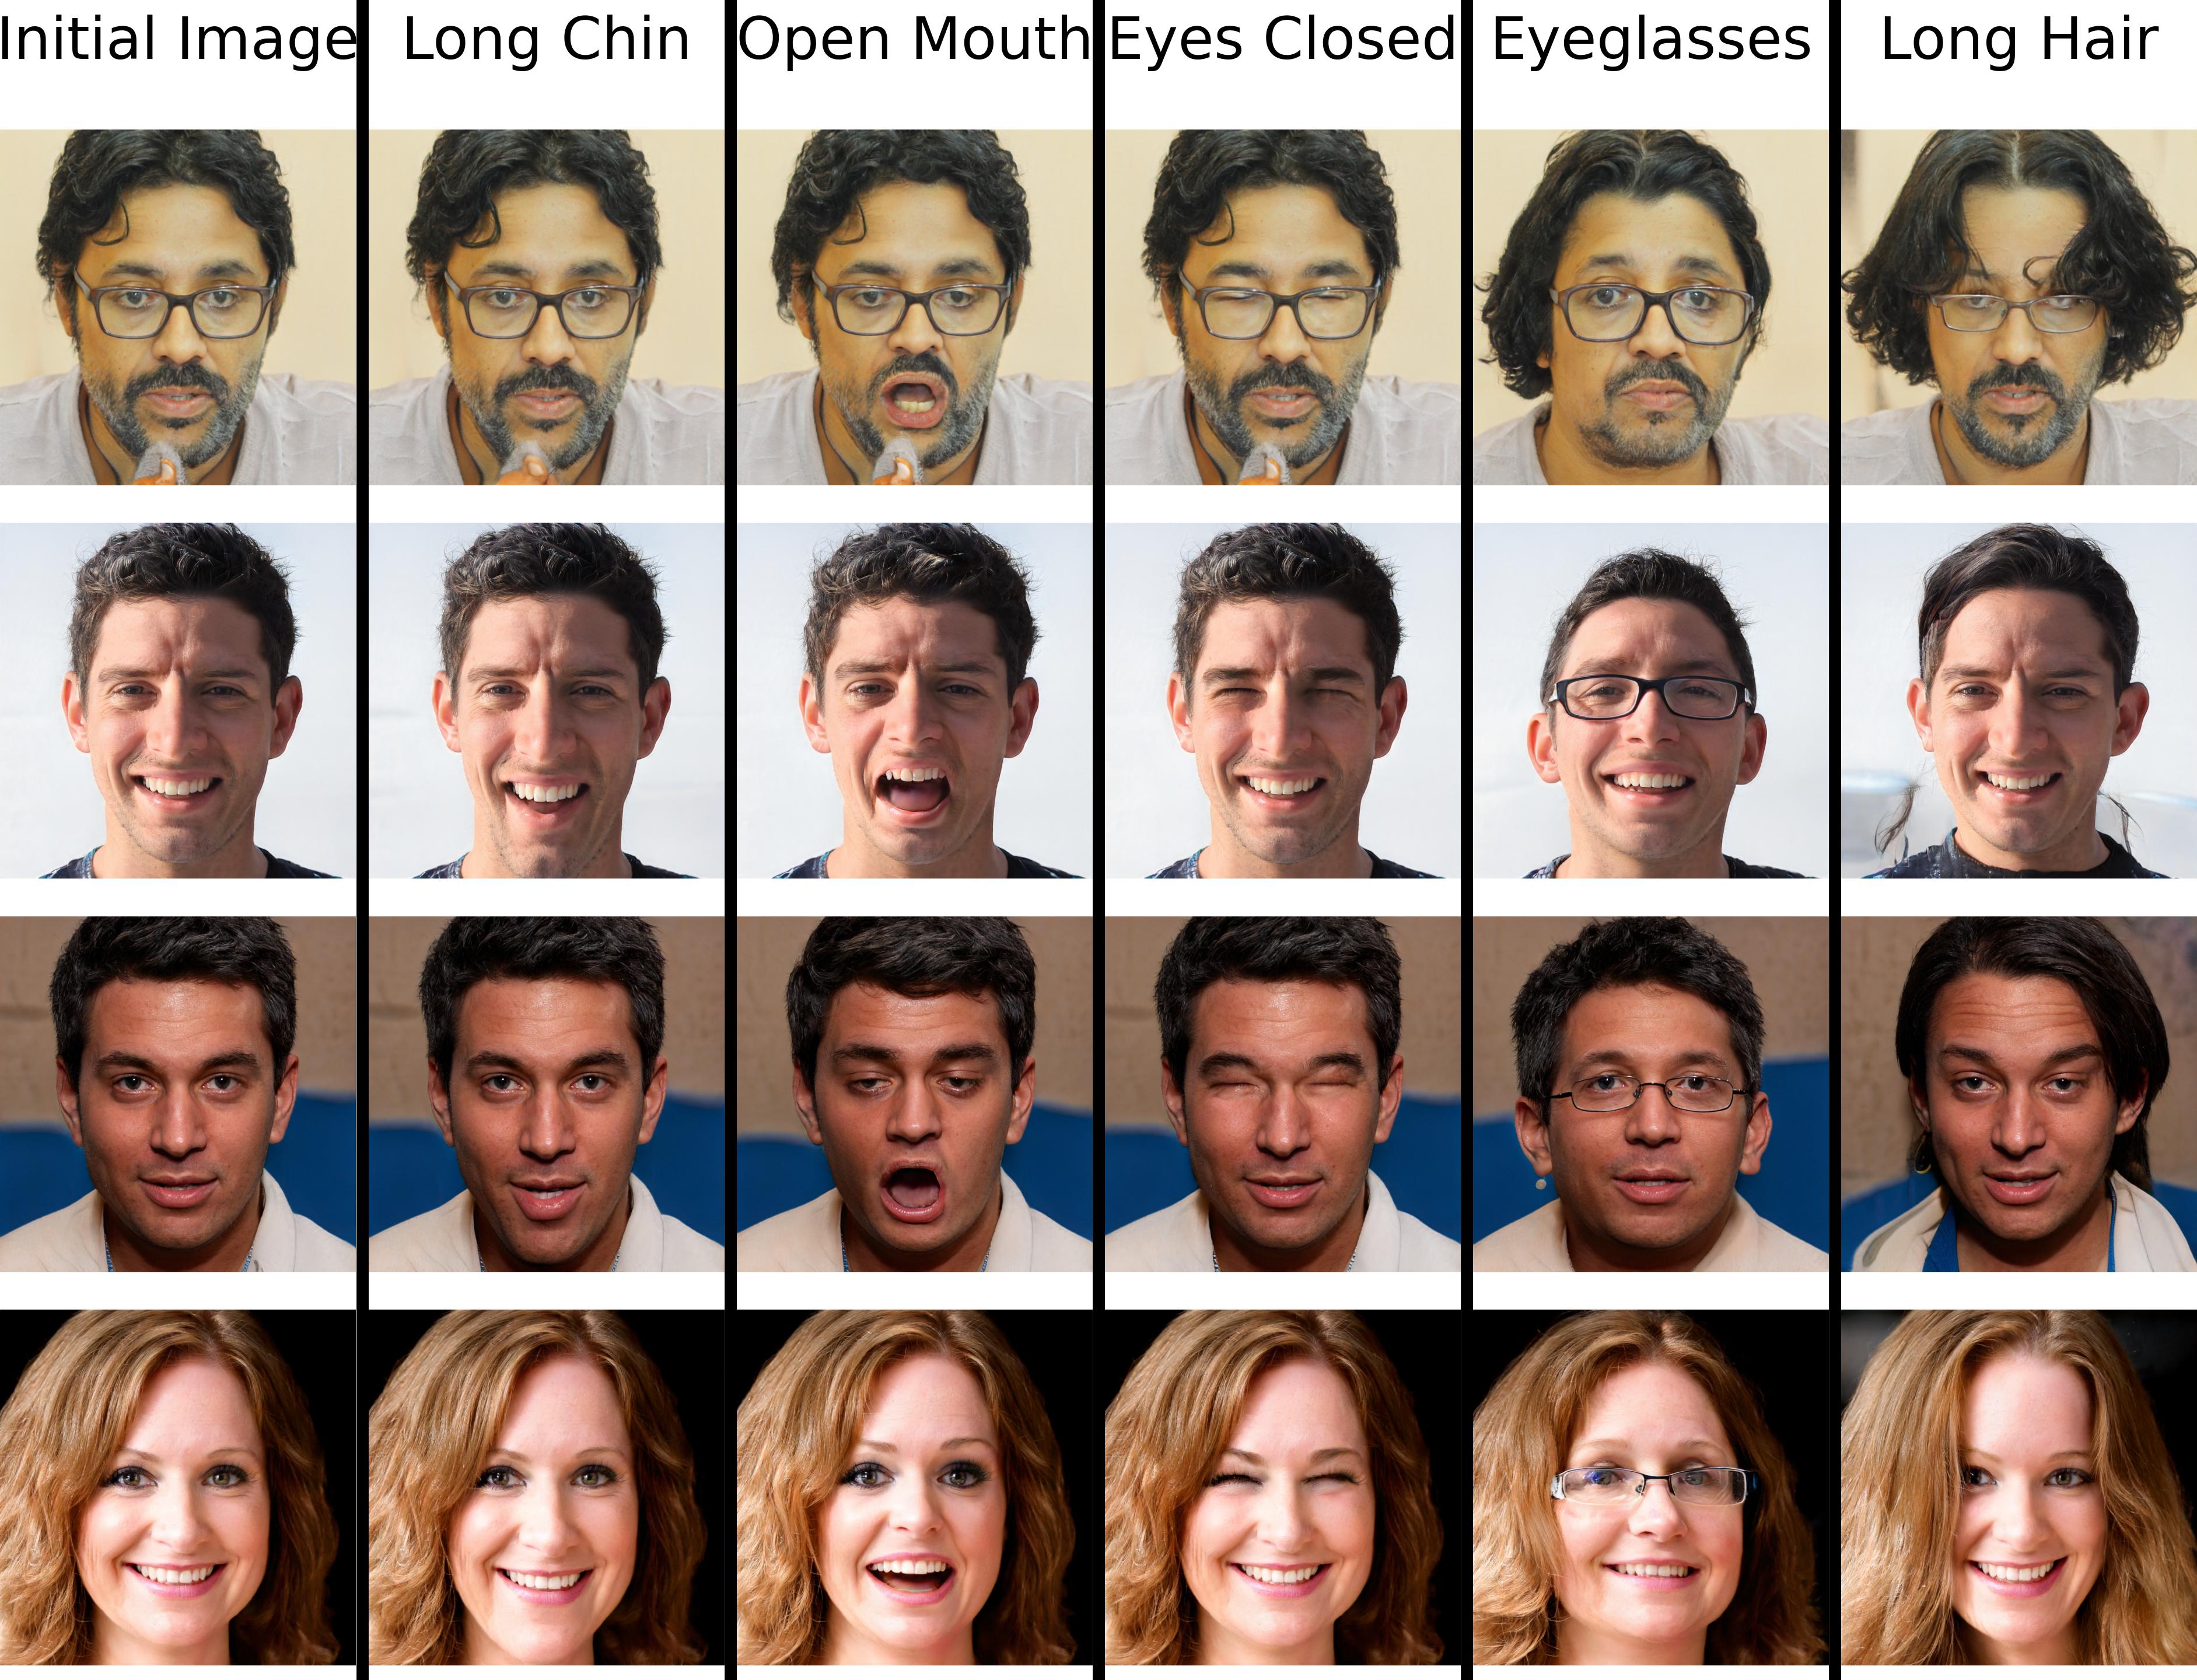 Initial Image
Long Chin
Open Mouth
Eyes Closed
Eyeglasses
Long Hair